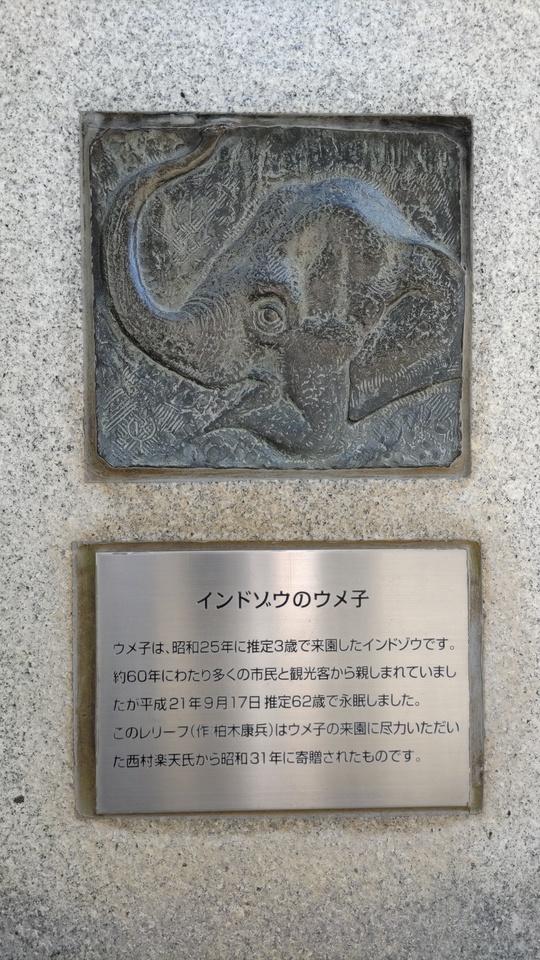 インドゾウのウメ子
ウメ子は、昭和25年に推定3歳で来園したインドゾウです。
約60年にわたり多くの市民と観光客から親しまれていまし
たが平成21年9月17日推定62歳で永眠しました。
このレリーフ(作 柏木康兵)はウメ子の来園に尽力いただい
た西村楽天氏から昭和31年に寄贈されたものです。